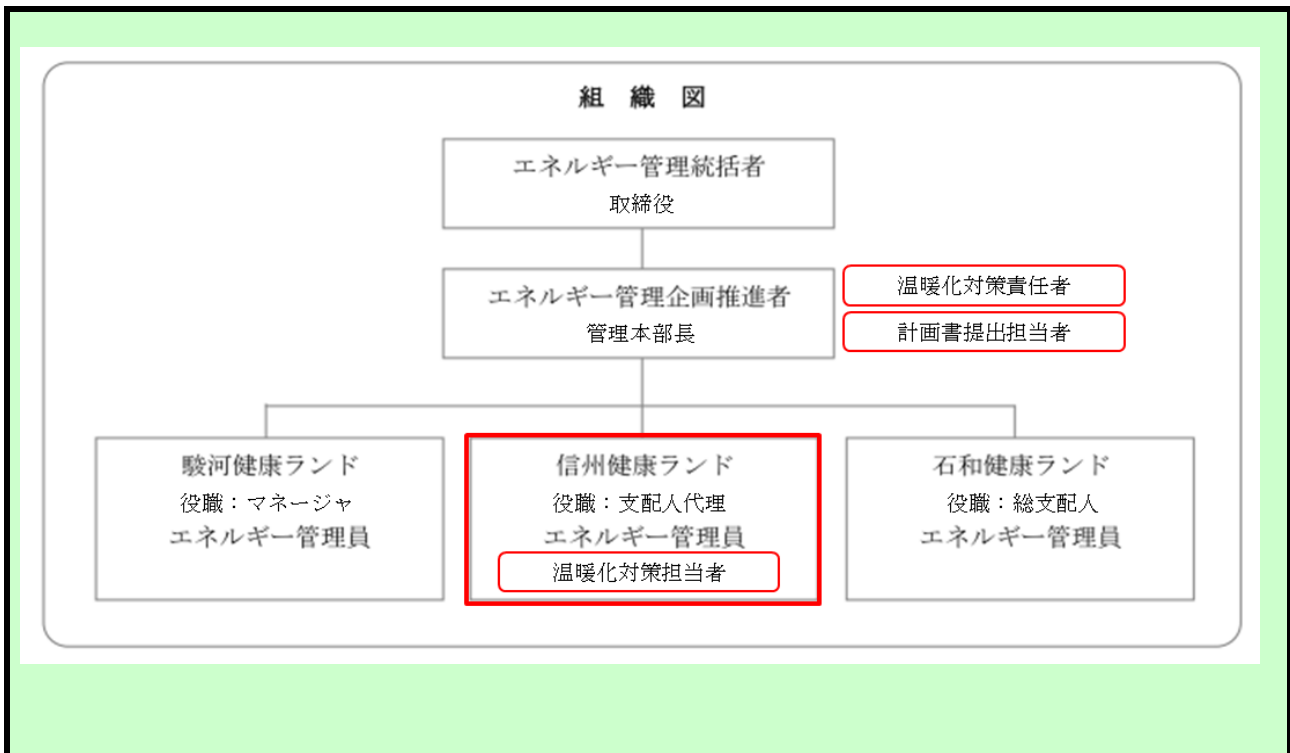 組 織 図
エネルギー管理統括者
取締役
エネルギー管理企画推進者
管理本部長
温暖化対策責任者
計画書提出担当者
駿河健康ランド
役職：マネージャ
エネルギー管理員
信州健康ランド
役職：支配人代理
エネルギー管理員
温暖化対策担当者
石和健康ランド
役職：総支配人
エネルギー管理員